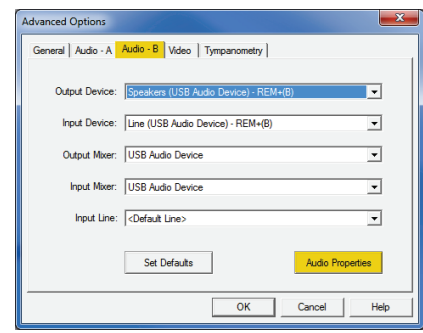 Advanced Options
General Audio - A Audio - B Video Tympanometry
Output Device: Speakers (USB Audio Device) - REM+(B)
Input Device: Line (USB Audio Device) - REM+(B)
Output Mixer: USB Audio Device
Input Mixer: USB Audio Device
Input Line: <Default Line>
Set Defaults Audio Properties
OK Cancel Help